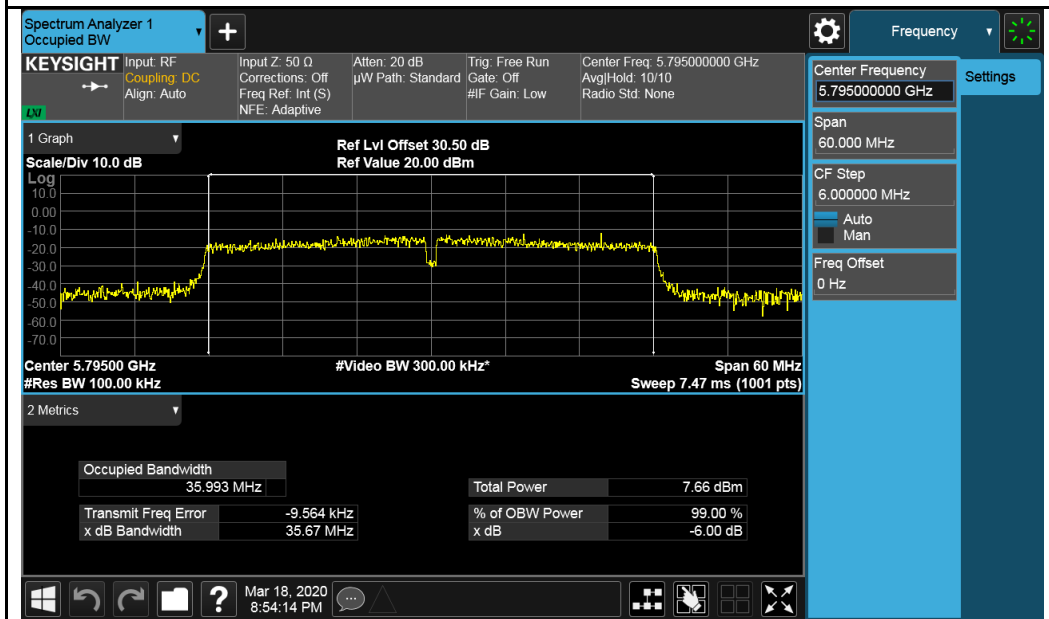 Spectrum Analyzer 1
Occupied BW
+
Frequency
KEYSIGHT
LXI
Input: RF
Coupling: DC
Align: Auto
Input Z: 50 Ω
Corrections: Off
Freq Ref: Int (S)
NFE: Adaptive
Atten: 20 dB
µW Path: Standard
Trig: Free Run
Gate: Off
#IF Gain: Low
Center Freq: 5.795000000 GHz
Avg|Hold: 10/10
Radio Std: None
Center Frequency
5.795000000 GHz
Settings
Span
60.000 MHz
CF Step
6.000000 MHz
Auto
Man
Freq Offset
0 Hz
1 Graph
Scale/Div 10.0 dB
Ref Lvl Offset 30.50 dB
Ref Value 20.00 dBm
Log
10.0
0.00
-10.0
-20.0
-30.0
-40.0
-50.0
-60.0
-70.0
Center 5.79500 GHz
#Video BW 300.00 kHz*
Span 60 MHz
#Res BW 100.00 kHz
Sweep 7.47 ms (1001 pts)
2 Metrics
Occupied Bandwidth
35.993 MHz
Total Power 7.66 dBm
Transmit Freq Error -9.564 kHz
% of OBW Power 99.00 %
x dB Bandwidth 35.67 MHz
x dB -6.00 dB
?
Mar 18, 2020
8:54:14 PM